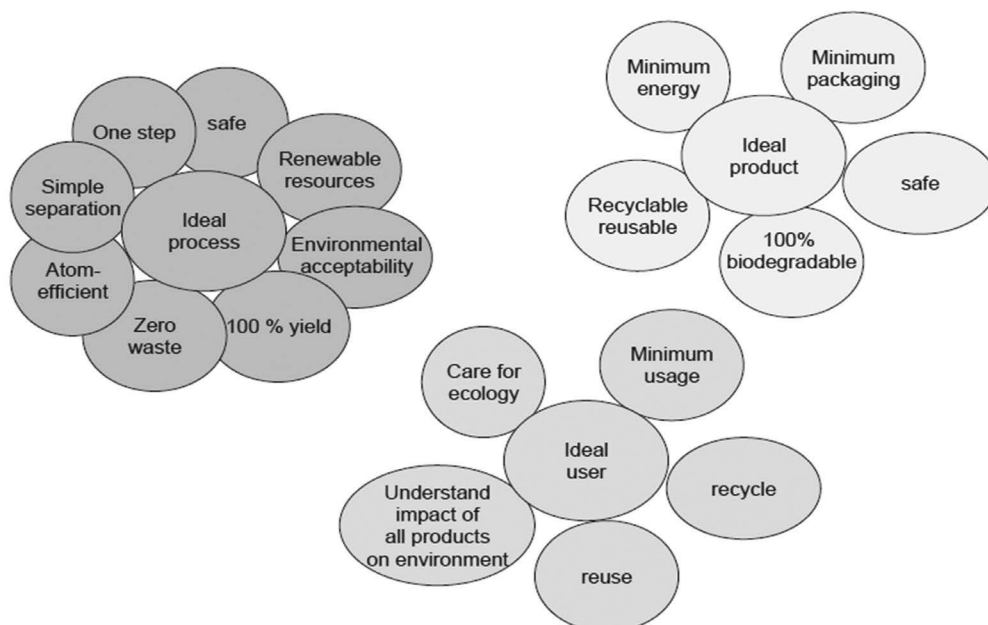 One step
safe
Renewable
resources
Simple
separation
Ideal
process
Environmental
acceptability
Atom-
efficient
Zero
waste
100 % yield
Minimum
energy
Minimum
packaging
Ideal
product
safe
Recyclable
reusable
100%
biodegradable
Care for
ecology
Minimum
usage
Ideal
user
recycle
Understand
impact of
all products
on environment
reuse